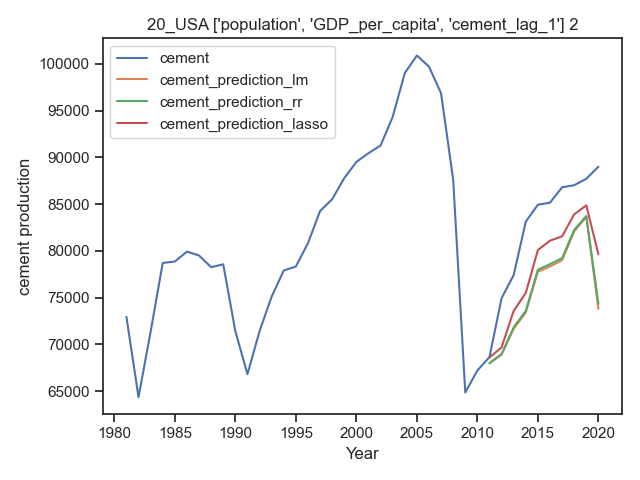 20_USA ['population', 'GDP_per_capita', 'cement_lag_1'] 2
cement
cement_prediction_lm
cement_prediction_rr
cement_prediction_lasso
cement production
100000
95000
90000
85000
80000
75000
70000
65000
1980 1985 1990 1995 2000 2005 2010 2015 2020
Year